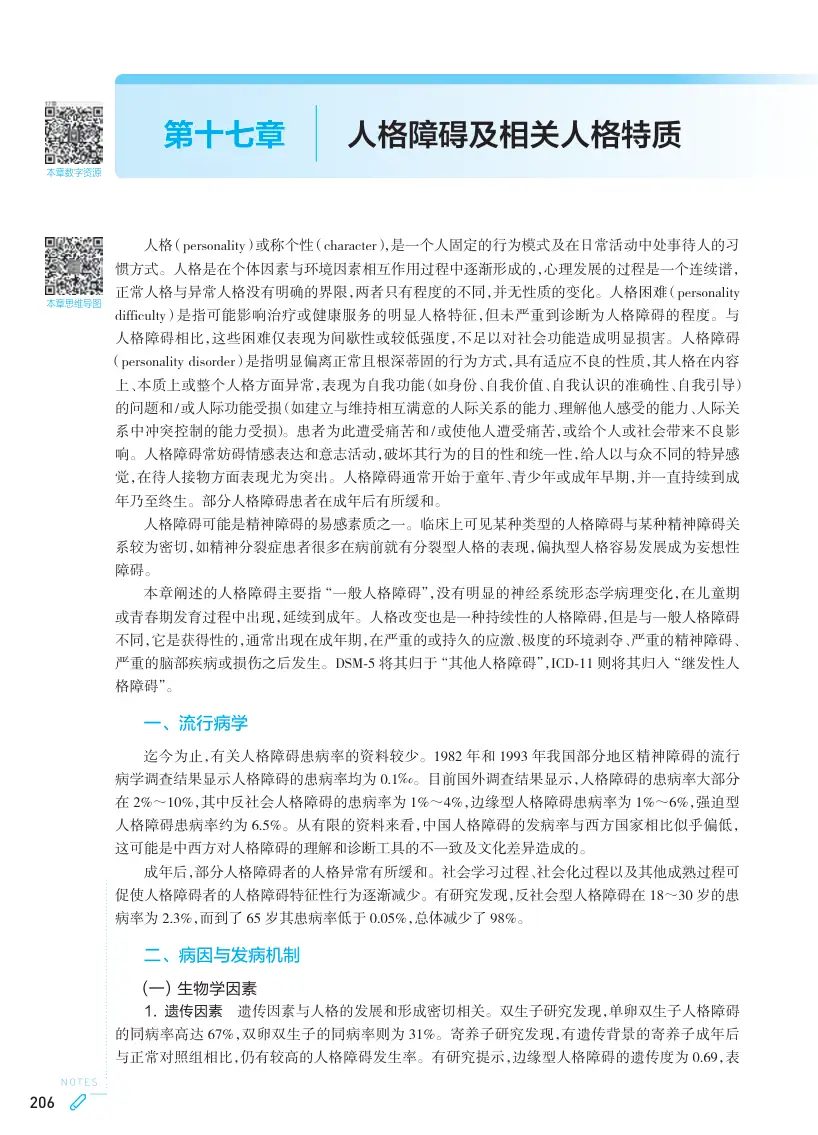 第十七章 人格障碍及相关人格特质
本章数字资源
本章思维导图
人格（personality）或称个性（character），是一个人固定的行为模式及在日常活动中处事待人的习
惯方式。人格是在个体因素与环境因素相互作用过程中逐渐形成的，心理发展的过程是一个连续谱，
正常人格与异常人格没有明确的界限，两者只有程度的不同，并无性质的变化。人格困难（personality
difficulty）是指可能影响治疗或健康服务的明显人格特征，但未严重到诊断为人格障碍的程度。与
人格障碍相比，这些困难仅表现为间歇性或较低强度，不足以对社会功能造成明显损害。人格障碍
（personality disorder）是指明显偏离正常且根深蒂固的行为方式，具有适应不良的性质，其人格在内容
上、本质上或整个人格方面异常，表现为自我功能（如身份、自我价值、自我认识的准确性、自我引导）
的问题和/或人际功能受损（如建立与维持相互满意的人际关系的能力、理解他人感受的能力、人际关
系中冲突控制的能力受损）。患者为此遭受痛苦和/或使他人遭受痛苦，或给个人或社会带来不良影
响。人格障碍常妨碍情感表达和意志活动，破坏其行为的目的性和统一性，给人以与众不同的特异感
觉，在待人接物方面表现尤为突出。人格障碍通常开始于童年、青少年或成年早期，并一直持续到成
年乃至终生。部分人格障碍患者在成年后有所缓和。
人格障碍可能是精神障碍的易感素质之一。临床上可见某种类型的人格障碍与某种精神障碍关
系较为密切，如精神分裂症患者很多在病前就有分裂型人格的表现，偏执型人格容易发展成为妄想性
障碍。
本章阐述的人格障碍主要指“一般人格障碍”，没有明显的神经系统形态学病理变化，在儿童期
或青春期发育过程中出现，延续到成年。人格改变也是一种持续性的人格障碍，但是与一般人格障碍
不同，它是获得性的，通常出现在成年期，在严重的或持久的应激、极度的环境剥夺、严重的精神障碍、
严重的脑部疾病或损伤之后发生。DSM-5 将其归于“其他人格障碍”，ICD-11 则将其归入“继发性人
格障碍”。
一、流行病学
迄今为止，有关人格障碍患病率的资料较少。1982 年和 1993 年我国部分地区精神障碍的流行
病学调查结果显示人格障碍的患病率均为 0.1‰。目前国外调查结果显示，人格障碍的患病率大部分
在 2%～10%，其中反社会人格障碍的患病率为 1%～4%，边缘型人格障碍患病率为 1%～6%，强迫型
人格障碍患病率约为 6.5%。从有限的资料来看，中国人格障碍的发病率与西方国家相比似乎偏低，
这可能是中西方对人格障碍的理解和诊断工具的不一致及文化差异造成的。
成年后，部分人格障碍者的人格异常有所缓和。社会学习过程、社会化过程以及其他成熟过程可
促使人格障碍者的人格障碍特征性行为逐渐减少。有研究发现，反社会型人格障碍在 18～30 岁的患
病率为 2.3%，而到了 65 岁其患病率低于 0.05%，总体减少了 98%。
二、病因与发病机制
（一）生物学因素
1. 遗传因素 遗传因素与人格的发展和形成密切相关。双生子研究发现，单卵双生子人格障碍
的同病率高达 67%，双卵双生子的同病率则为 31%。寄养子研究发现，有遗传背景的寄养子成年后
与正常对照组相比，仍有较高的人格障碍发生率。有研究提示，边缘型人格障碍的遗传度为 0.69，表
NOTES
206